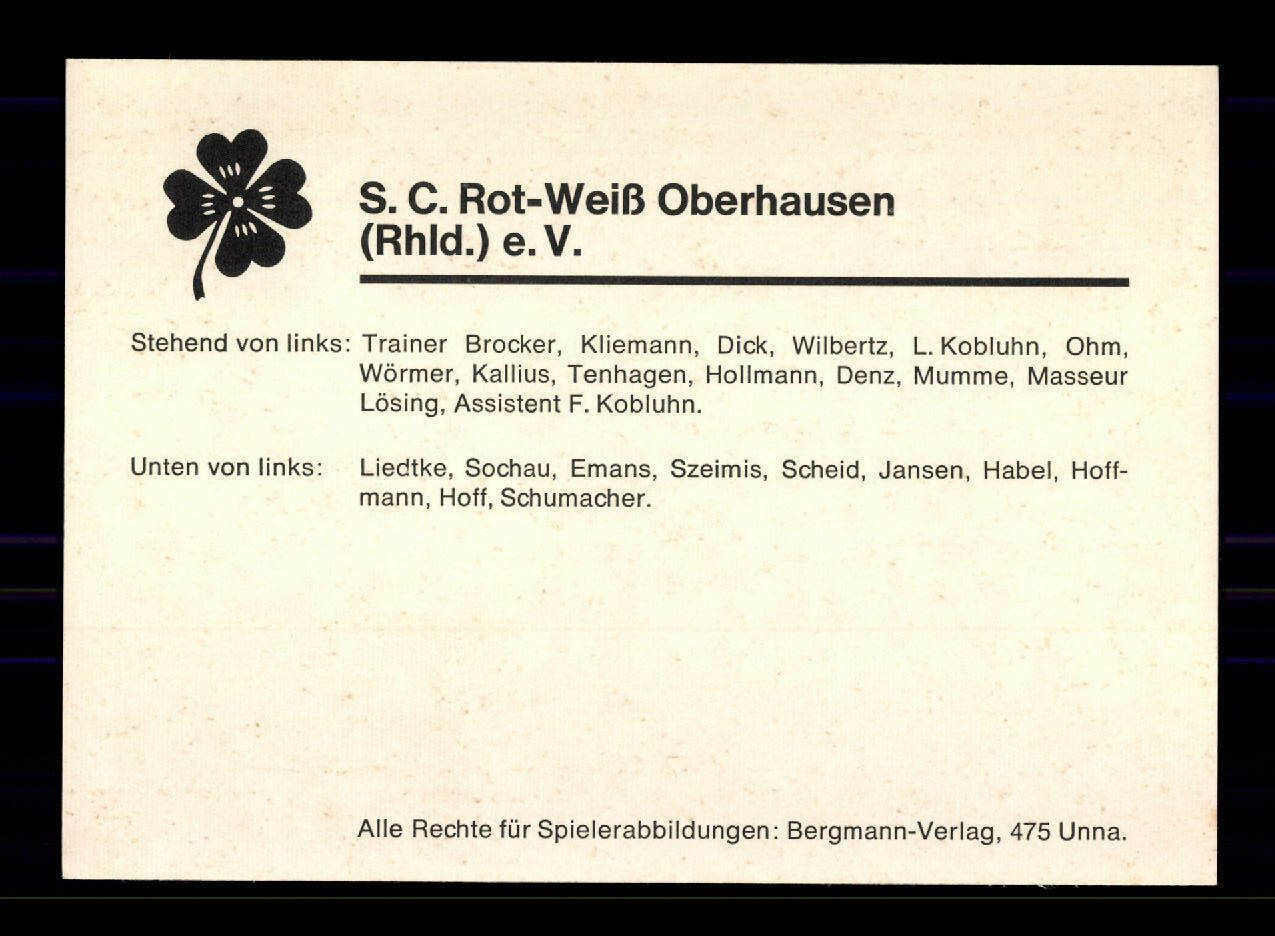 S. C. Rot-Weiß Oberhausen
(Rhld.) e. V.
Stehend von links: Trainer Brocker, Kliemann, Dick, Wilbertz, L. Kobluhn, Ohm,
Wörmer, Kallius, Tenhagen, Hollmann, Denz, Mumme, Masseur
Lösing, Assistent F. Kobluhn.
Unten von links: Liedtke, Sochau, Emans, Szeimis, Scheid, Jansen, Habel, Hoff-
mann, Hoff, Schumacher.
Alle Rechte für Spielerabbildungen: Bergmann-Verlag, 475 Unna.